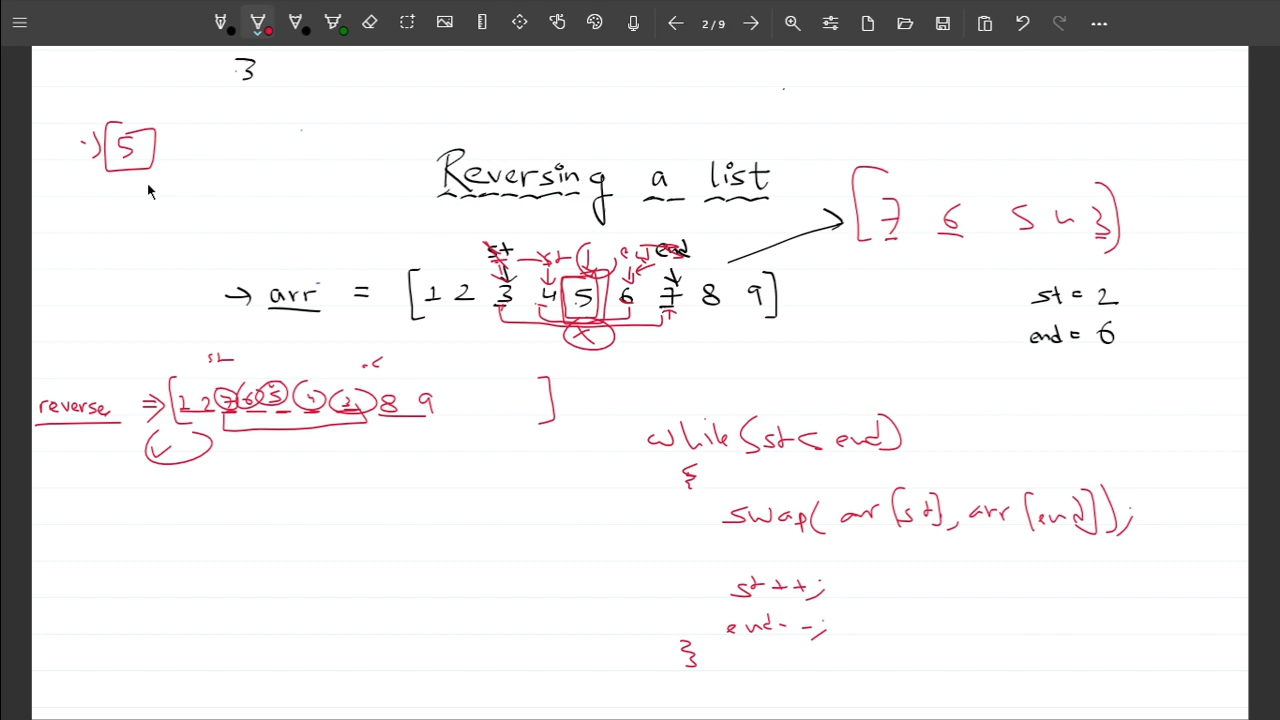 2/9
3
·) 5
Reversing a list
[7 6 5 4 3]
st st end
→ arr = [1 2 3 4 5 6 7 8 9]
st = 2
end = 6
x
st
reverse ⇒ [1 2 7 6 5 4 3 8 9 ]
while(st< end)
{
swap( arr[st], arr[end]);
st++;
end--;
}